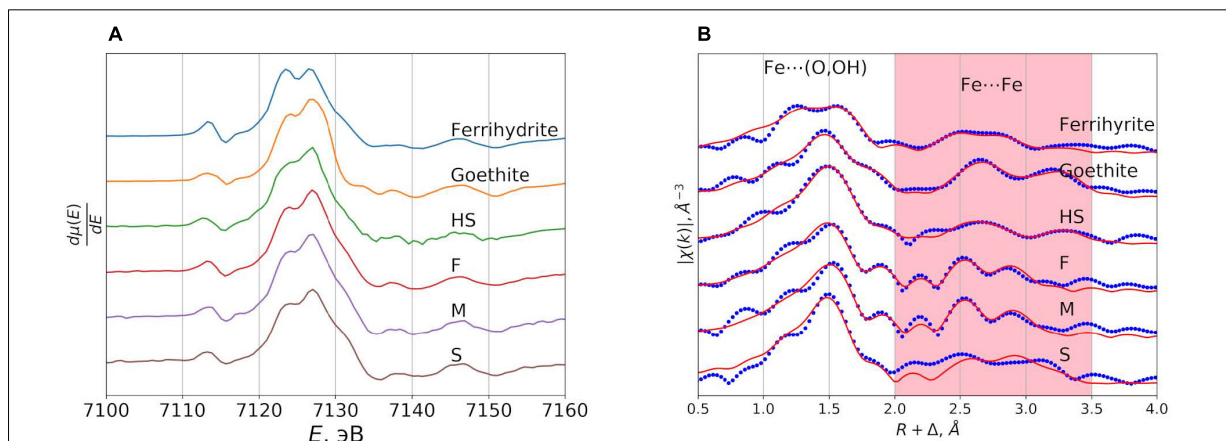 A
Ferrihydrite
Goethite
HS
F
M
S
dμ(E)
dE
7100 7110 7120 7130 7140 7150 7160
E, эВ
B
Fe⋯(O,OH)
Fe⋯Fe
Ferrihyrite
Goethite
HS
F
M
S
|χ(k)|, Å⁻³
0.5 1.0 1.5 2.0 2.5 3.0 3.5 4.0
R + Δ, Å